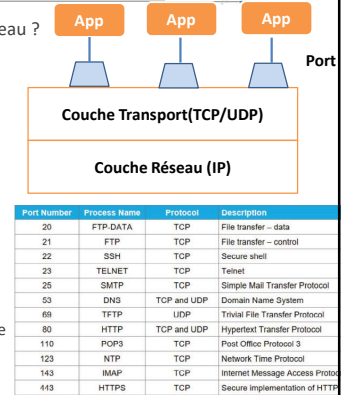 eau ?
App App App
Port
Couche Transport(TCP/UDP)
Couche Réseau (IP)
Port Number Process Name Protocol Description
20 FTP-DATA TCP File transfer – data
21 FTP TCP File transfer – control
22 SSH TCP Secure shell
23 TELNET TCP Telnet
25 SMTP TCP Simple Mail Transfer Protocol
53 DNS TCP and UDP Domain Name System
69 TFTP UDP Trivial File Transfer Protocol
e
80 HTTP TCP and UDP Hypertext Transfer Protocol
110 POP3 TCP Post Office Protocol 3
123 NTP TCP Network Time Protocol
143 IMAP TCP Internet Message Access Protoc
443 HTTPS TCP Secure implementation of HTTP